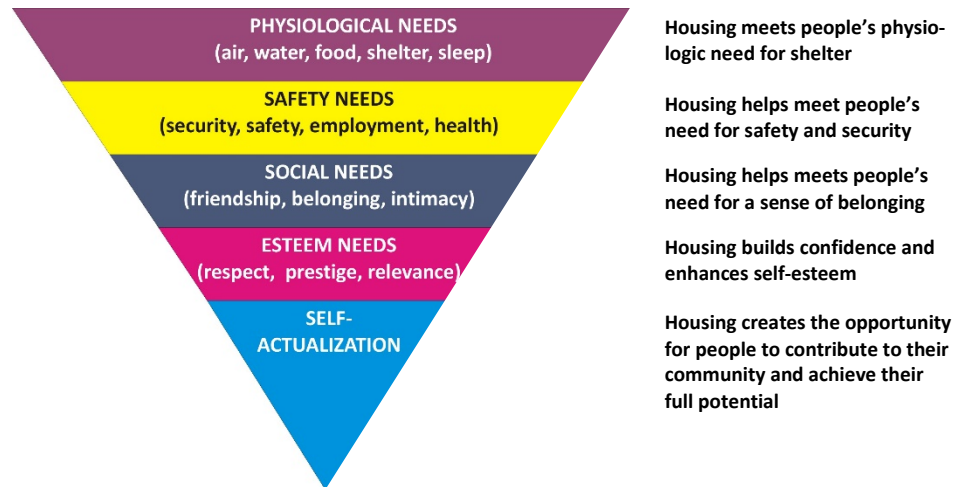 PHYSIOLOGICAL NEEDS
(air, water, food, shelter, sleep)
Housing meets people's physio-
logic need for shelter
SAFETY NEEDS
(security, safety, employment, health)
Housing helps meet people's
need for safety and security
SOCIAL NEEDS
(friendship, belonging, intimacy)
Housing helps meets people's
need for a sense of belonging
ESTEEM NEEDS
(respect,  prestige, relevance)
Housing builds confidence and
enhances self-esteem
SELF-
ACTUALIZATION
Housing creates the opportunity
for people to contribute to their
community and achieve their
full potential